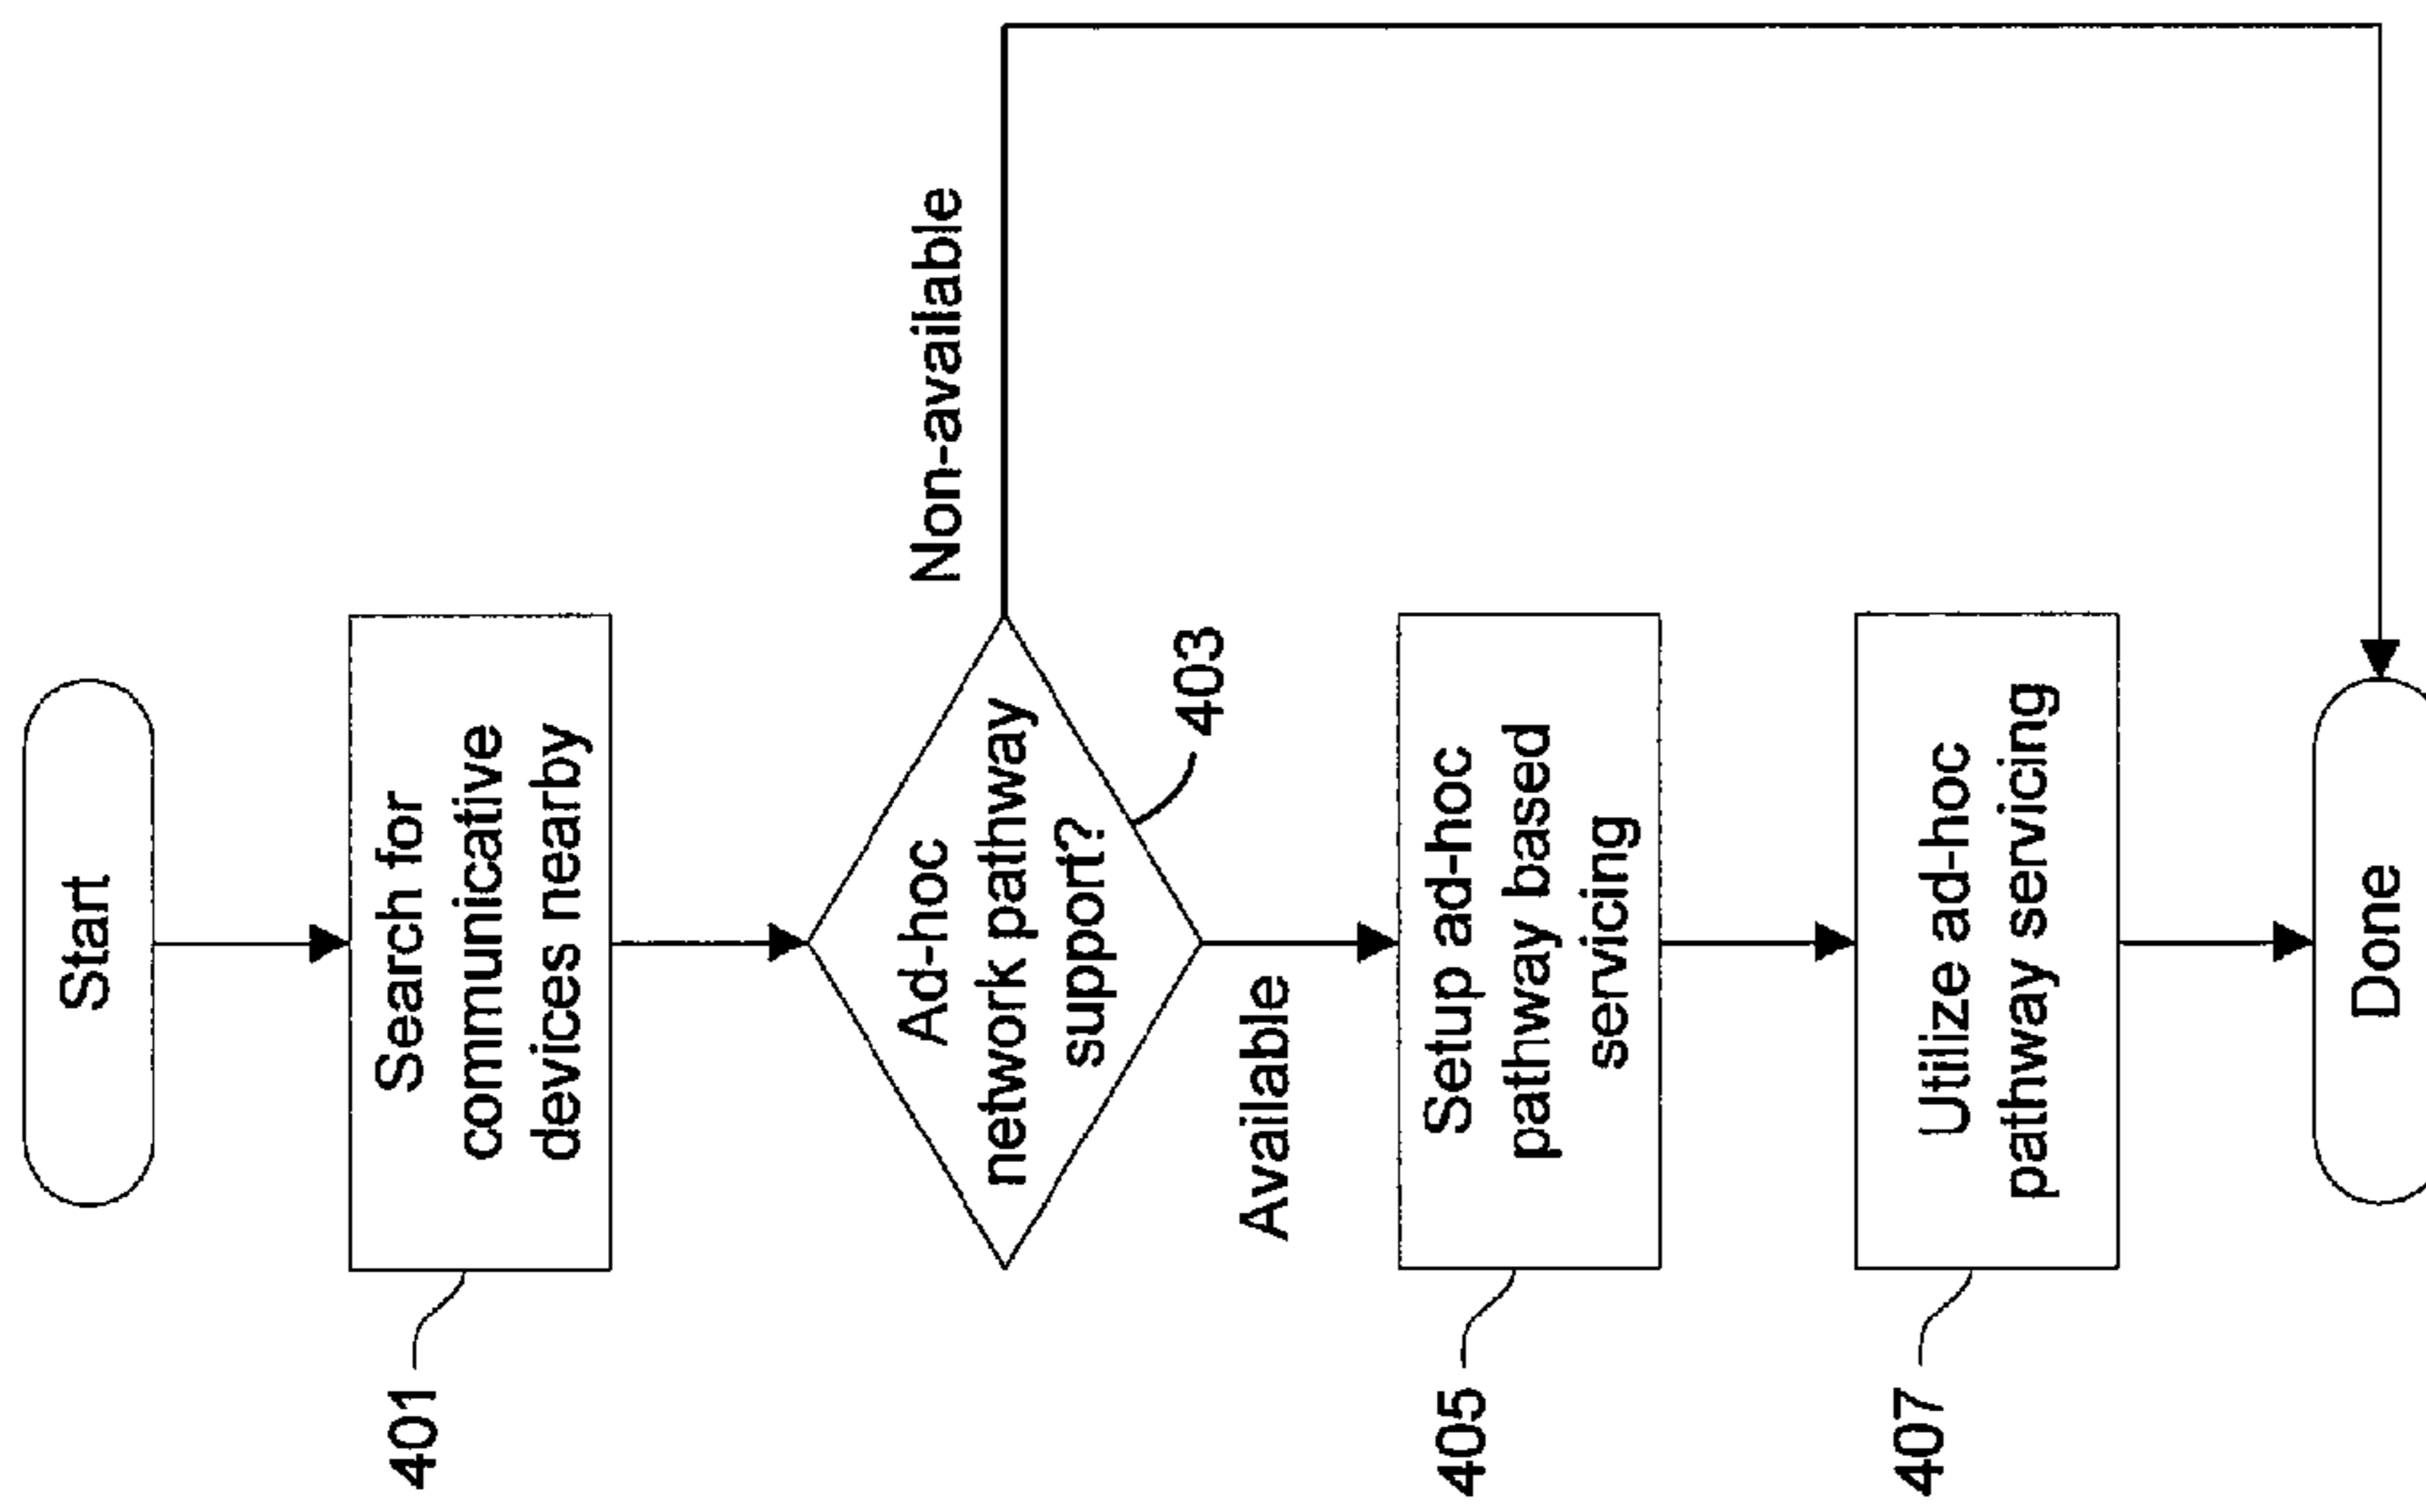 Start
401
Search for
communicative
devices nearby
Ad-hoc
network pathway
support?
403
Non-available
Available
405
Setup ad-hoc
pathway based
servicing
407
Utilize ad-hoc
pathway servicing
Done